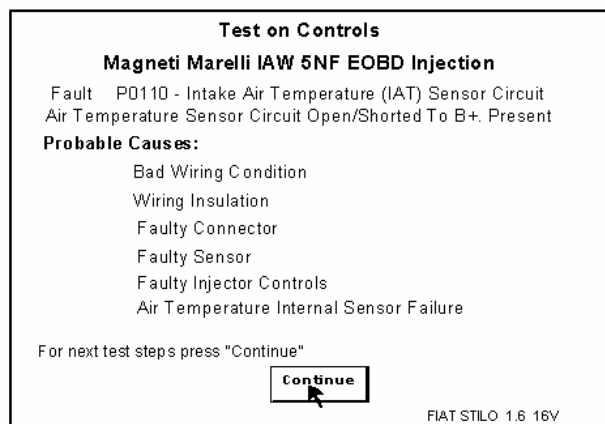 Test on Controls
Magneti Marelli IAW 5NF EOBD Injection
Fault P0110 - Intake Air Temperature (IAT) Sensor Circuit
Air Temperature Sensor Circuit Open/Shorted To B+. Present
Probable Causes:
Bad Wiring Condition
Wiring Insulation
Faulty Connector
Faulty Sensor
Faulty Injector Controls
Air Temperature Internal Sensor Failure
For next test steps press "Continue"
Continue
FIAT STILO 1.6 16V